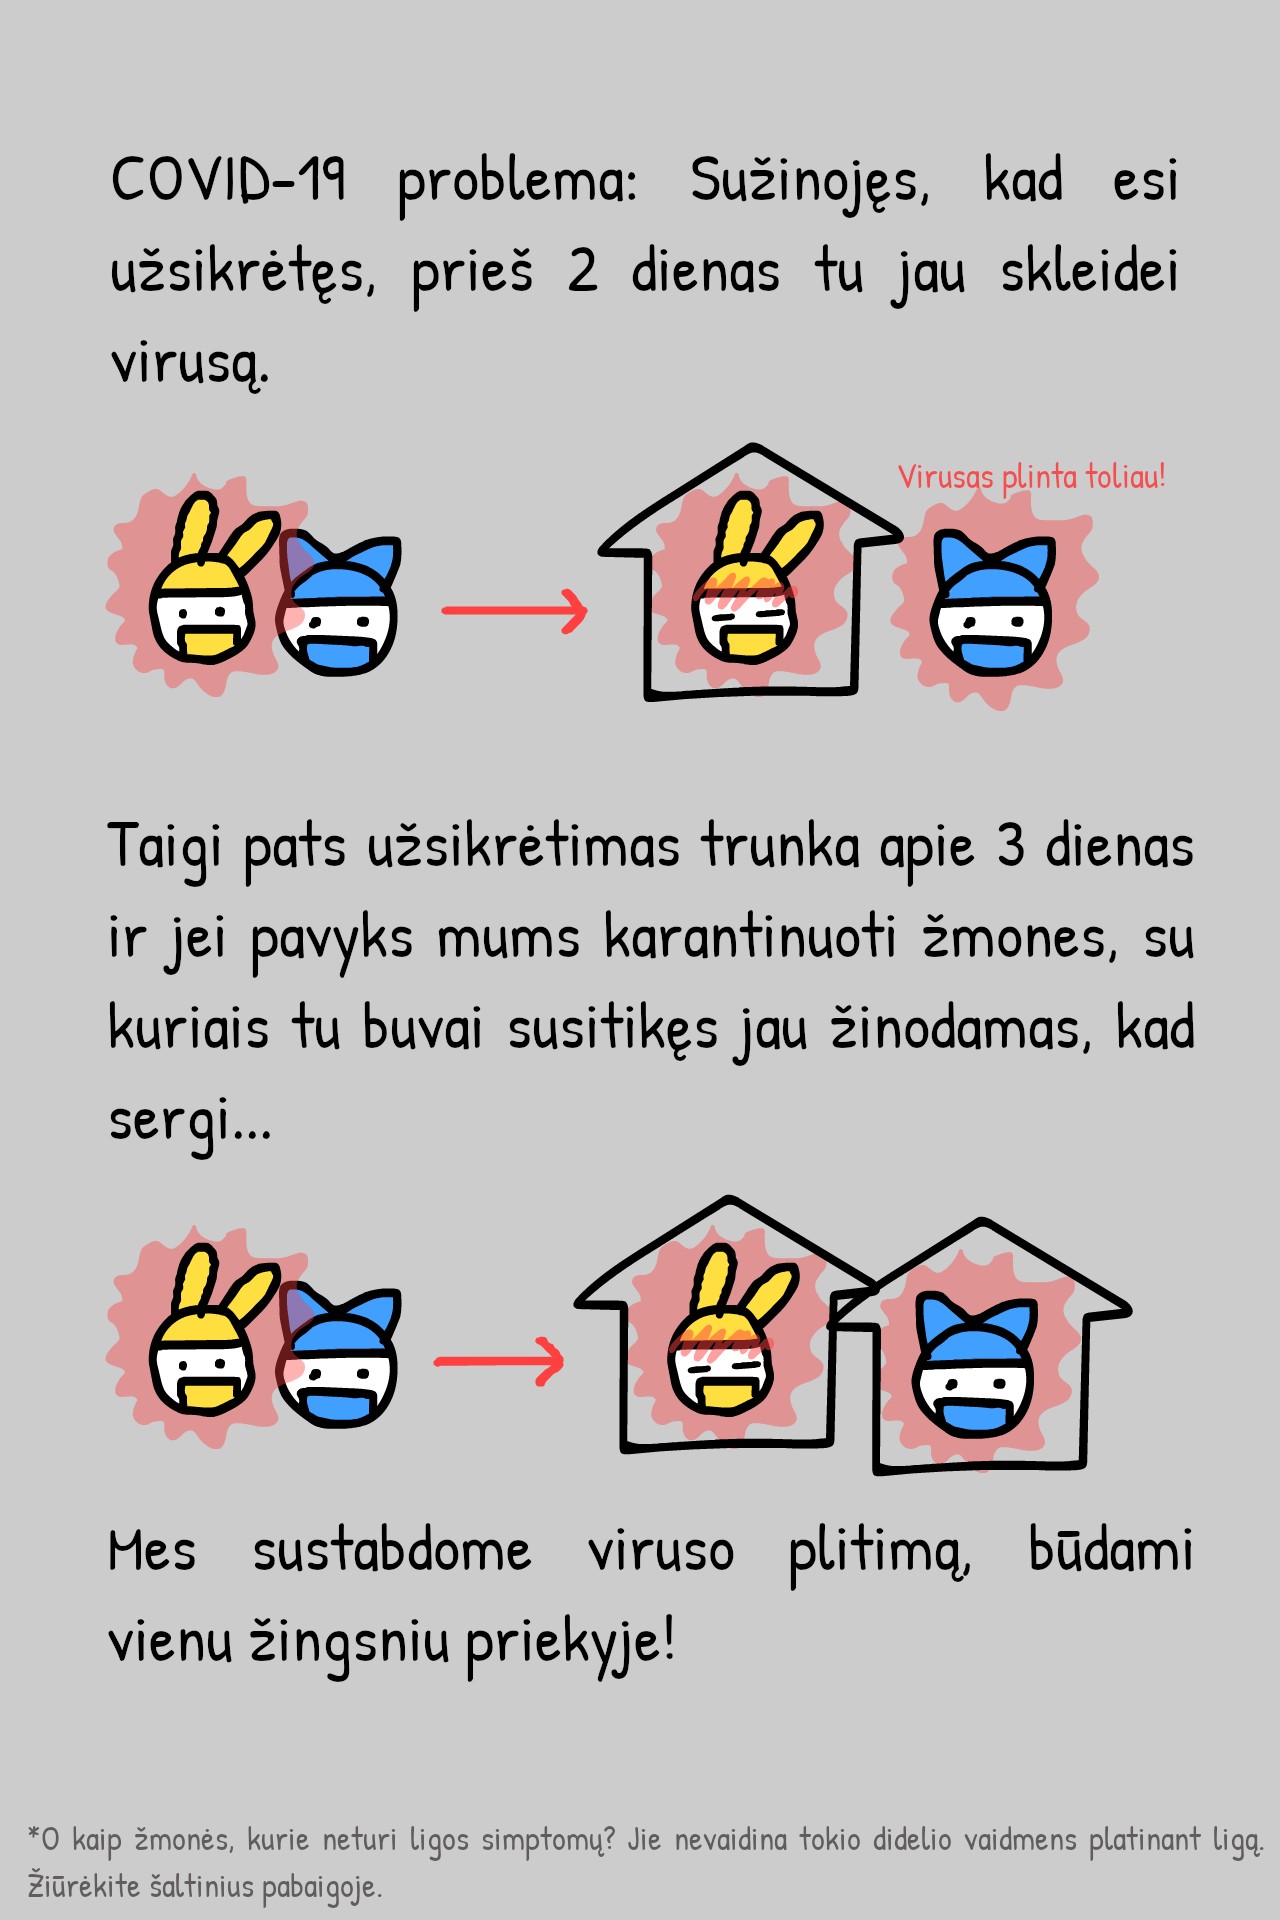 COVID-19 problema: Sužinojęs, kad esi
užsikrėtęs, prieš 2 dienas tu jau skleidei
virusą.
Virusas plinta toliau!
Taigi pats užsikrėtimas trunka apie 3 dienas
ir jei pavyks mums karantinuoti žmones, su
kuriais tu buvai susitikęs jau žinodamas, kad
sergi...
Mes sustabdome viruso plitimą, būdami
vienu žingsniu priekyje!
*O kaip žmonės, kurie neturi ligos simptomų? Jie nevaidina tokio didelio vaidmens platinant ligą.
Žiūrėkite šaltinius pabaigoje.